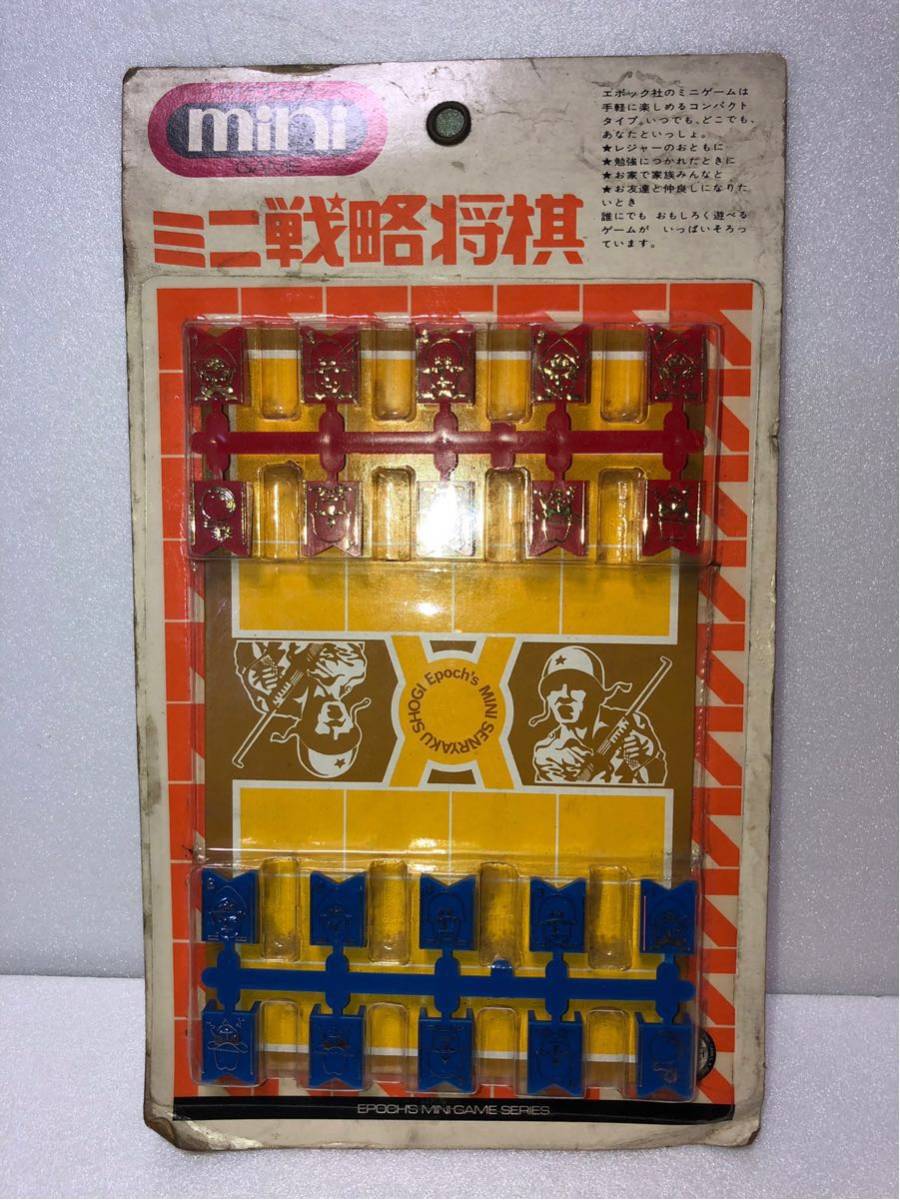 mini
GAME
エポック社のミニゲームは
手軽に楽しめるコンパクト
タイプ。いつでも、どこでも、
あなたといっしょ。
★レジャーのおともに
★勉強につかれたときに
★お家で家族みんなと
★お友達と仲良しになりた
いとき
誰にでも おもしろく遊べる
ゲームが いっぱいそろっ
ています。
ミニ戦略将棋
Epoch's MINI SENRYAKU SHOGI
mini
EPOCH'S MINI-GAME SERIES